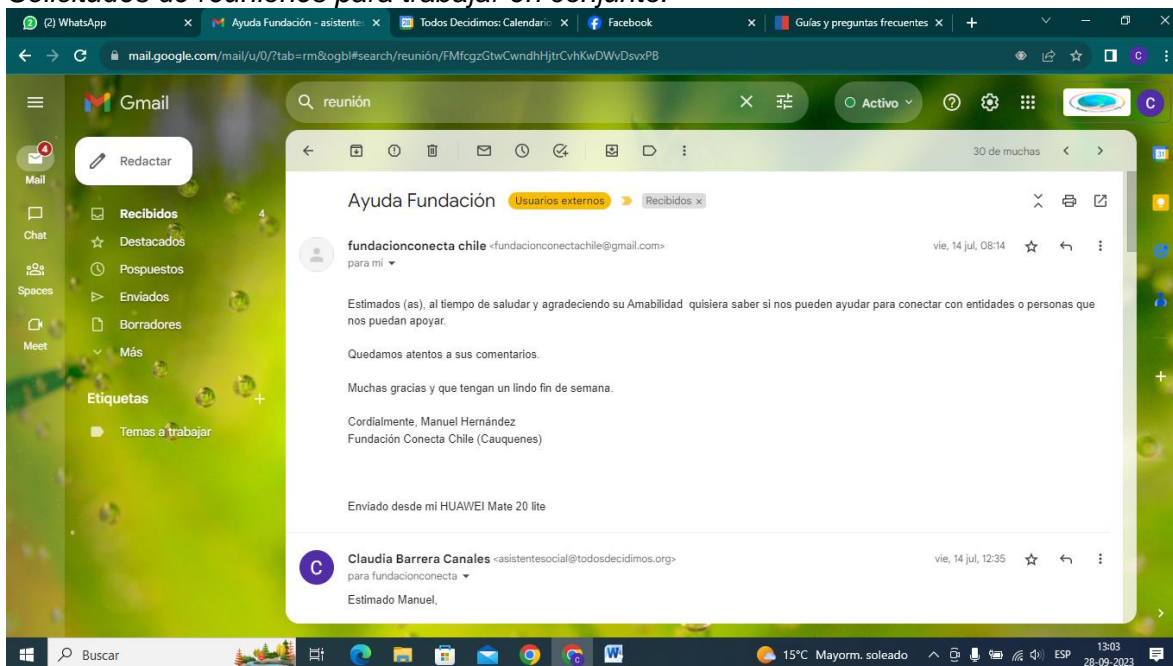 Solicitudes de reuniones para trabajar en conjunto.
(2) WhatsApp
Ayuda Fundación - asistente
Todos Decidimos: Calendario
Facebook
Guías y preguntas frecuentes
mail.google.com/mail/u/0/?tab=rm&ogbl#search/reunión/FMfcgzGtwCwndhHjtrCvhKwDWvDsvxPB
Gmail
reunión
Activo
C
4
Mail
Chat
Spaces
Meet
Redactar
Recibidos 4
Destacados
Pospuestos
Enviados
Borradores
Más
Etiquetas
Temas a trabajar
30 de muchas
Ayuda Fundación Usuarios externos Recibidos x
fundacionconecta chile <fundacionconectachile@gmail.com> vie, 14 jul, 08:14
para mí
Estimados (as), al tiempo de saludar y agradeciendo su Amabilidad quisiera saber si nos pueden ayudar para conectar con entidades o personas que
nos puedan apoyar.
Quedamos atentos a sus comentarios.
Muchas gracias y que tengan un lindo fin de semana.
Cordialmente, Manuel Hernández
Fundación Conecta Chile (Cauquenes)
Enviado desde mi HUAWEI Mate 20 lite
C
Claudia Barrera Canales <asistentesocial@todosdecidimos.org> vie, 14 jul, 12:35
para fundacionconecta
Estimado Manuel,
Buscar
15°C Mayorm. soleado
ESP
13:03
28-09-2023